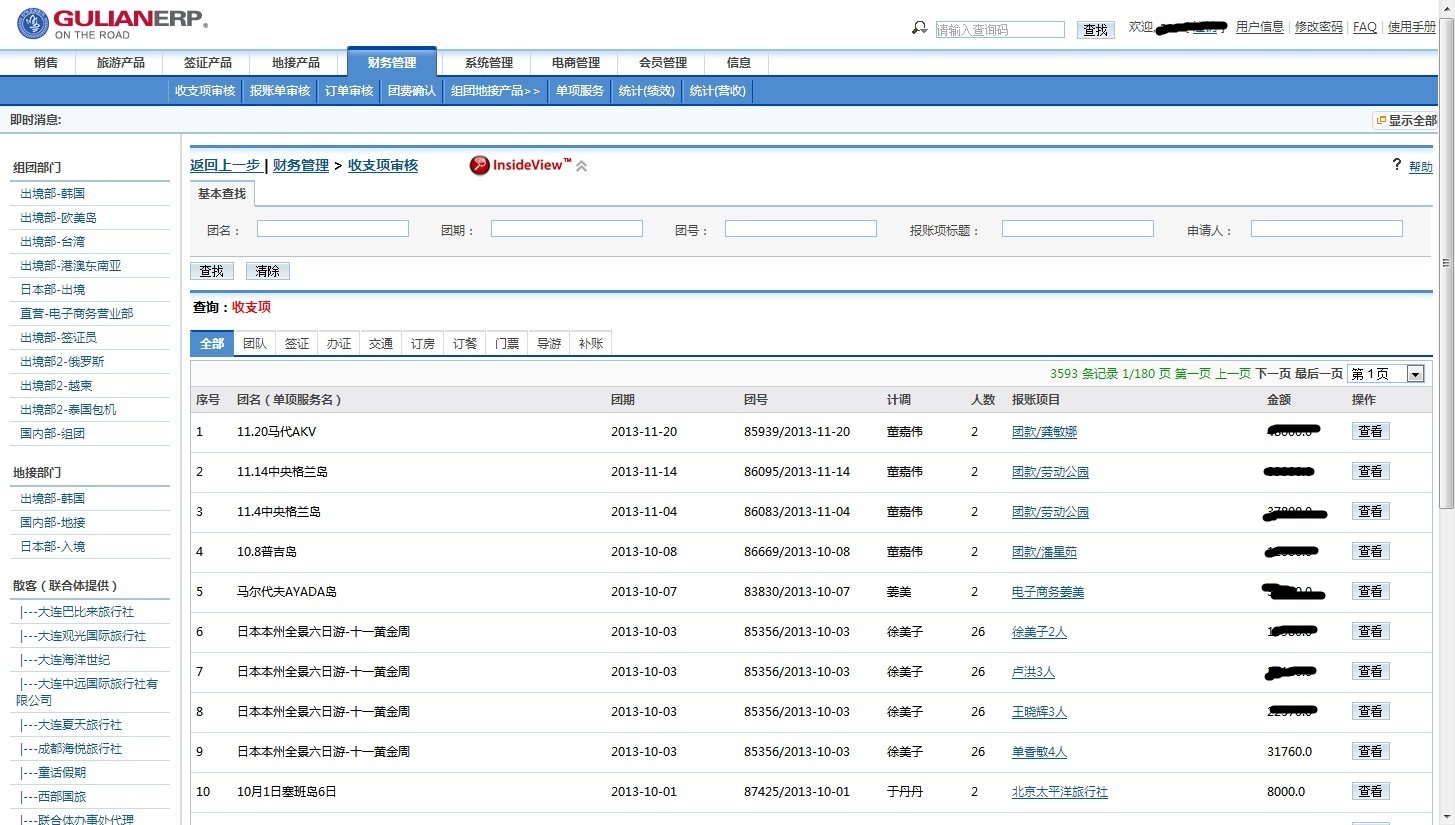 GULIANERP®
ON THE ROAD
请输入查询码 查找 欢迎, 用户信息 | 修改密码 | FAQ | 使用手册
销售 旅游产品 签证产品 地接产品 财务管理 系统管理 电商管理 会员管理 信息
收支项审核 报账单审核 订单审核 团费确认 组团地接产品>> 单项服务 统计(绩效) 统计(营收)
即时消息: 显示全部
组团部门
出境部-韩国
出境部-欧美岛
出境部-台湾
出境部-港澳东南亚
日本部-出境
直营-电子商务营业部
出境部-签证员
出境部2-俄罗斯
出境部2-越柬
出境部2-泰国包机
国内部-组团
地接部门
出境部-韩国
国内部-地接
日本部-入境
散客（联合体提供）
|---大连巴比来旅行社
|---大连观光国际旅行社
|---大连海洋世纪
|---大连中远国际旅行社有
限公司
|---大连夏天旅行社
|---成都海悦旅行社
|---童话假期
|---西部国旅
|---联合体办事处代理
返回上一步 | 财务管理 > 收支项审核 InsideView™ ? 帮助
基本查找
团名： 团期： 团号： 报账项标题： 申请人：
查找 清除
查询：收支项
全部 团队 签证 办证 交通 订房 订餐 门票 导游 补账
3593 条记录 1/180 页 第一页 上一页 下一页 最后一页 第 1 页
序号 团名（单项服务名） 团期 团号 计调 人数 报账项目 金额 操作
1 11.20马代AKV 2013-11-20 85939/2013-11-20 董嘉伟 2 团款/龚敏娜 查看
2 11.14中央格兰岛 2013-11-14 86095/2013-11-14 董嘉伟 2 团款/劳动公园 查看
3 11.4中央格兰岛 2013-11-04 86083/2013-11-04 董嘉伟 2 团款/劳动公园 查看
4 10.8普吉岛 2013-10-08 86669/2013-10-08 董嘉伟 2 团款/潘星茹 查看
5 马尔代夫AYADA岛 2013-10-07 83830/2013-10-07 姜美 2 电子商务姜美 查看
6 日本本州全景六日游-十一黄金周 2013-10-03 85356/2013-10-03 徐美子 26 徐美子2人 查看
7 日本本州全景六日游-十一黄金周 2013-10-03 85356/2013-10-03 徐美子 26 卢洪3人 查看
8 日本本州全景六日游-十一黄金周 2013-10-03 85356/2013-10-03 徐美子 26 王晓辉3人 查看
9 日本本州全景六日游-十一黄金周 2013-10-03 85356/2013-10-03 徐美子 26 单香敏4人 31760.0 查看
10 10月1日塞班岛6日 2013-10-01 87425/2013-10-01 于丹丹 2 北京太平洋旅行社 8000.0 查看